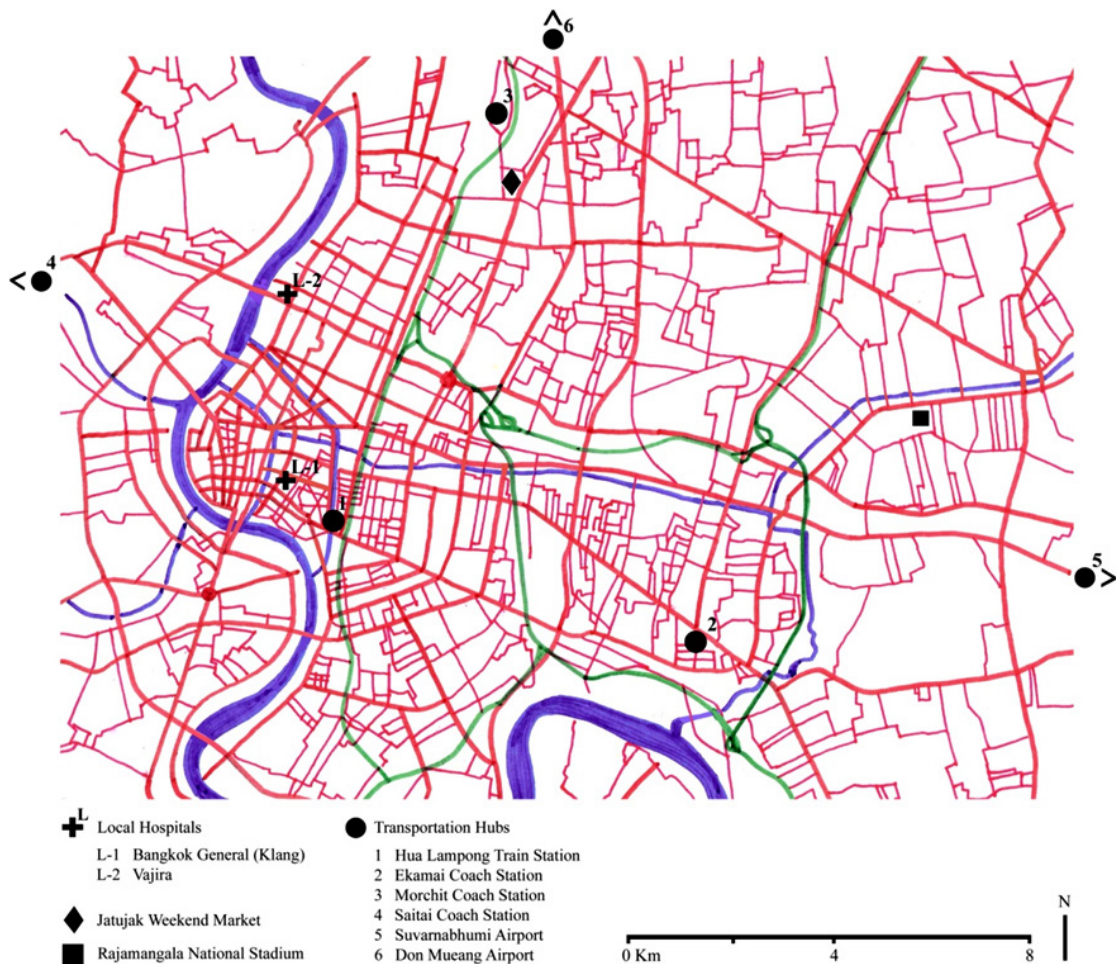 ^
6
3
4
<
L-2
L-1
1
5
>
2
L
Local Hospitals
L-1 Bangkok General (Klang)
L-2 Vajira
Jatujak Weekend Market
Rajamangala National Stadium
Transportation Hubs
1 Hua Lampong Train Station
2 Ekamai Coach Station
3 Morchit Coach Station
4 Saitai Coach Station
5 Suvarnabhumi Airport
6 Don Mueang Airport
N
0 Km 4 8